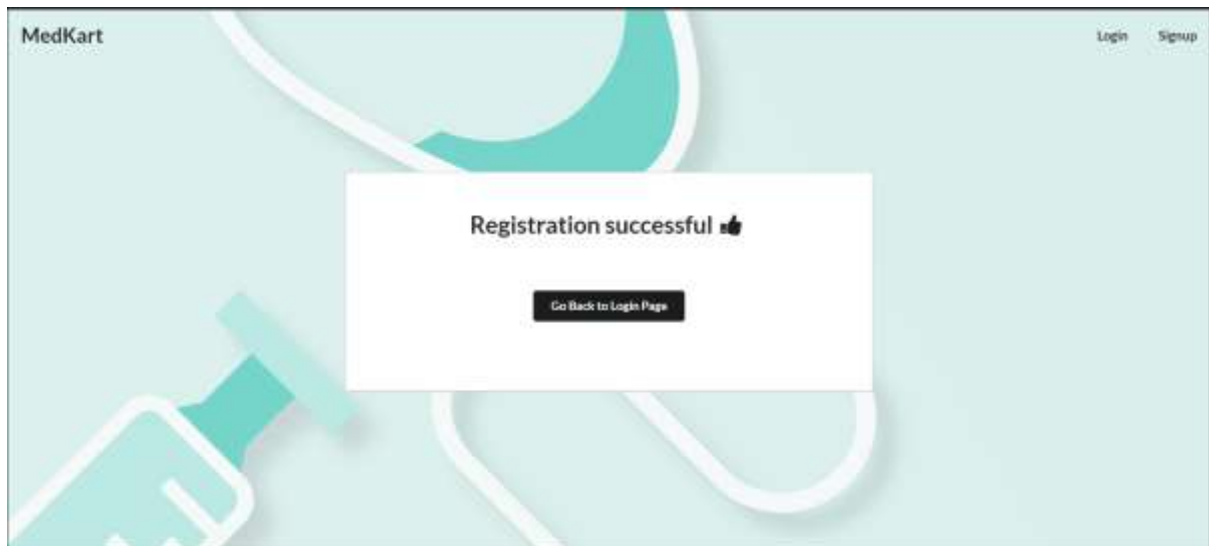 MedKart
Login
Signup
Registration successful
Go Back to Login Page